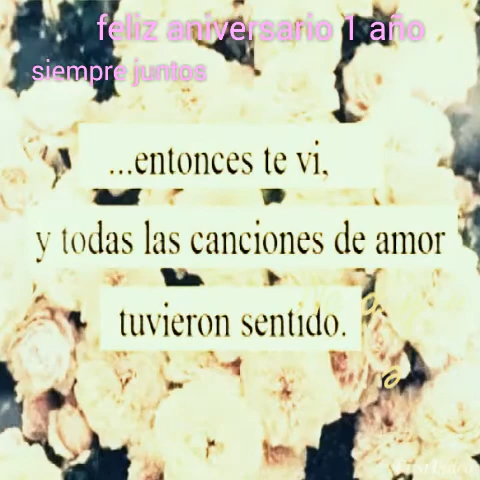 feliz aniversario 1 año
siempre juntos
...entonces te vi,
y todas las canciones de amor
tuvieron sentido.